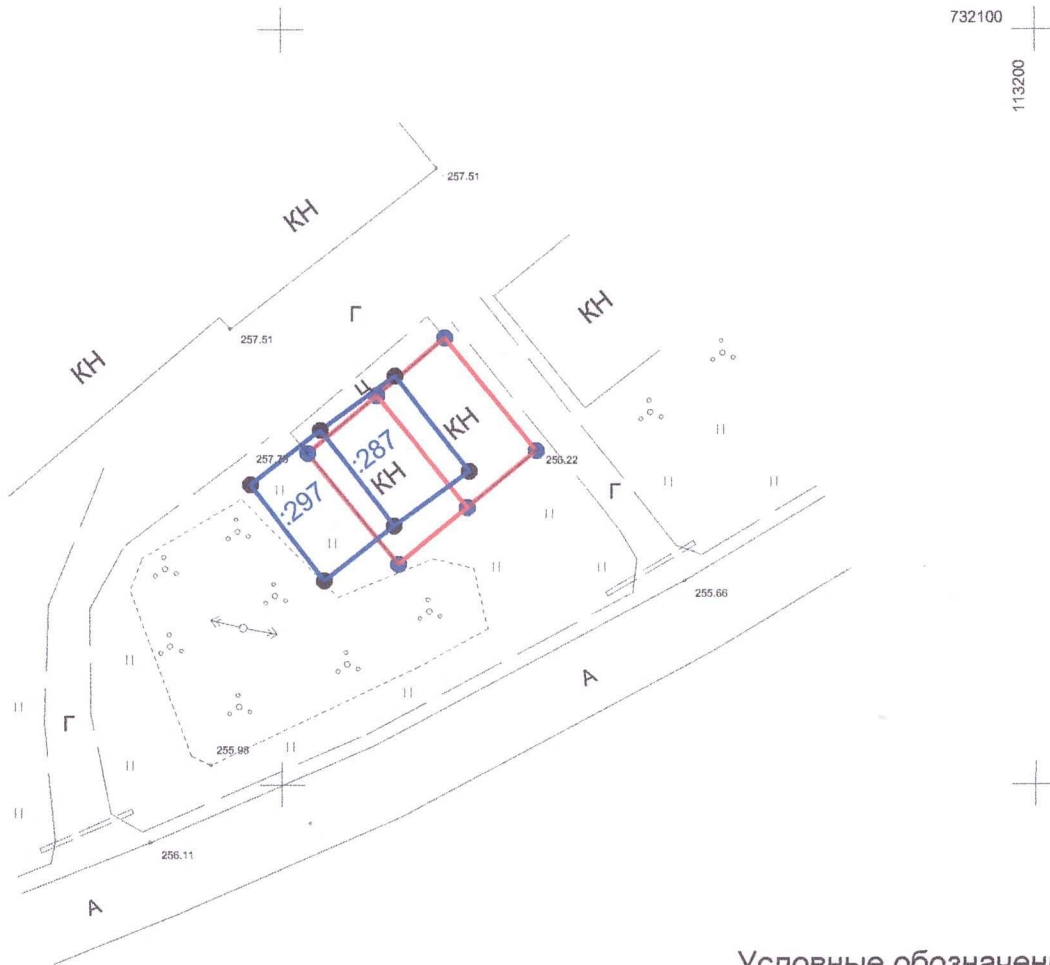 732100
113200
257.51
КН
Г
257.51
КН
КН
Ц
КН
:287
257.79
256.22
КН
:297
Г
255.66
А
Г
255.98
256.11
А
Условные обозначен